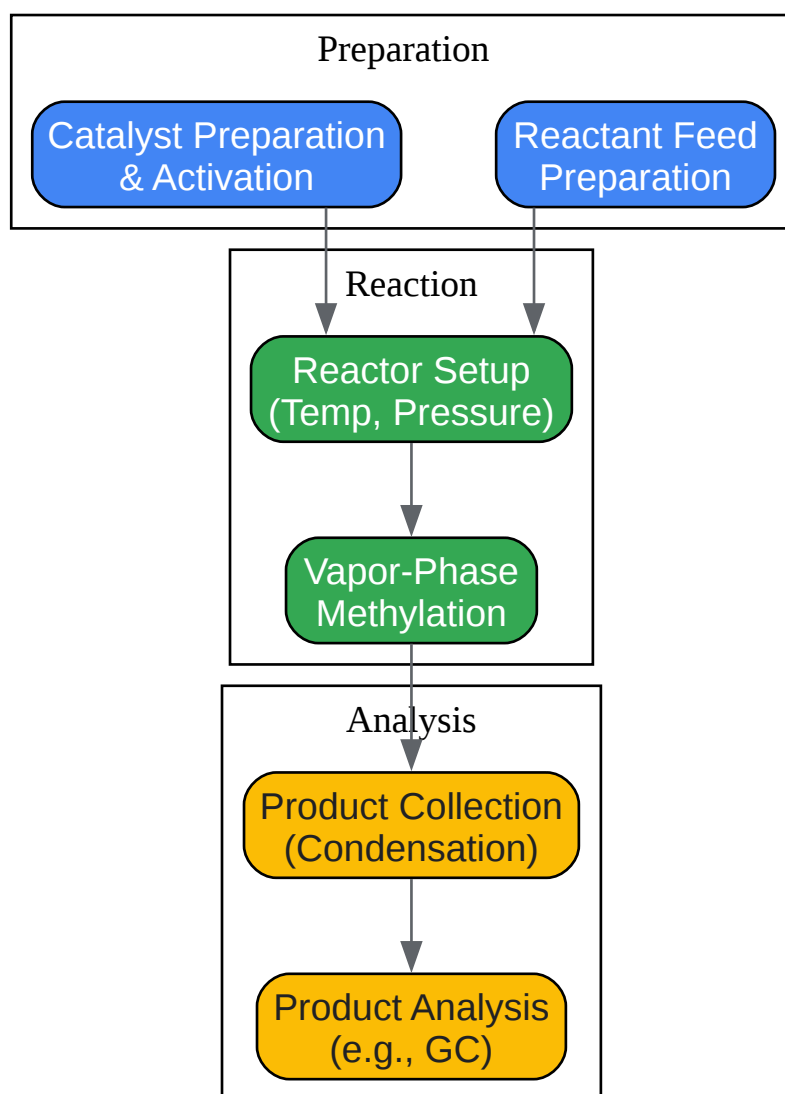 Preparation
Catalyst Preparation
& Activation
Reactant Feed
Preparation
Reaction
Reactor Setup
(Temp, Pressure)
Vapor-Phase
Methylation
Analysis
Product Collection
(Condensation)
Product Analysis
(e.g., GC)